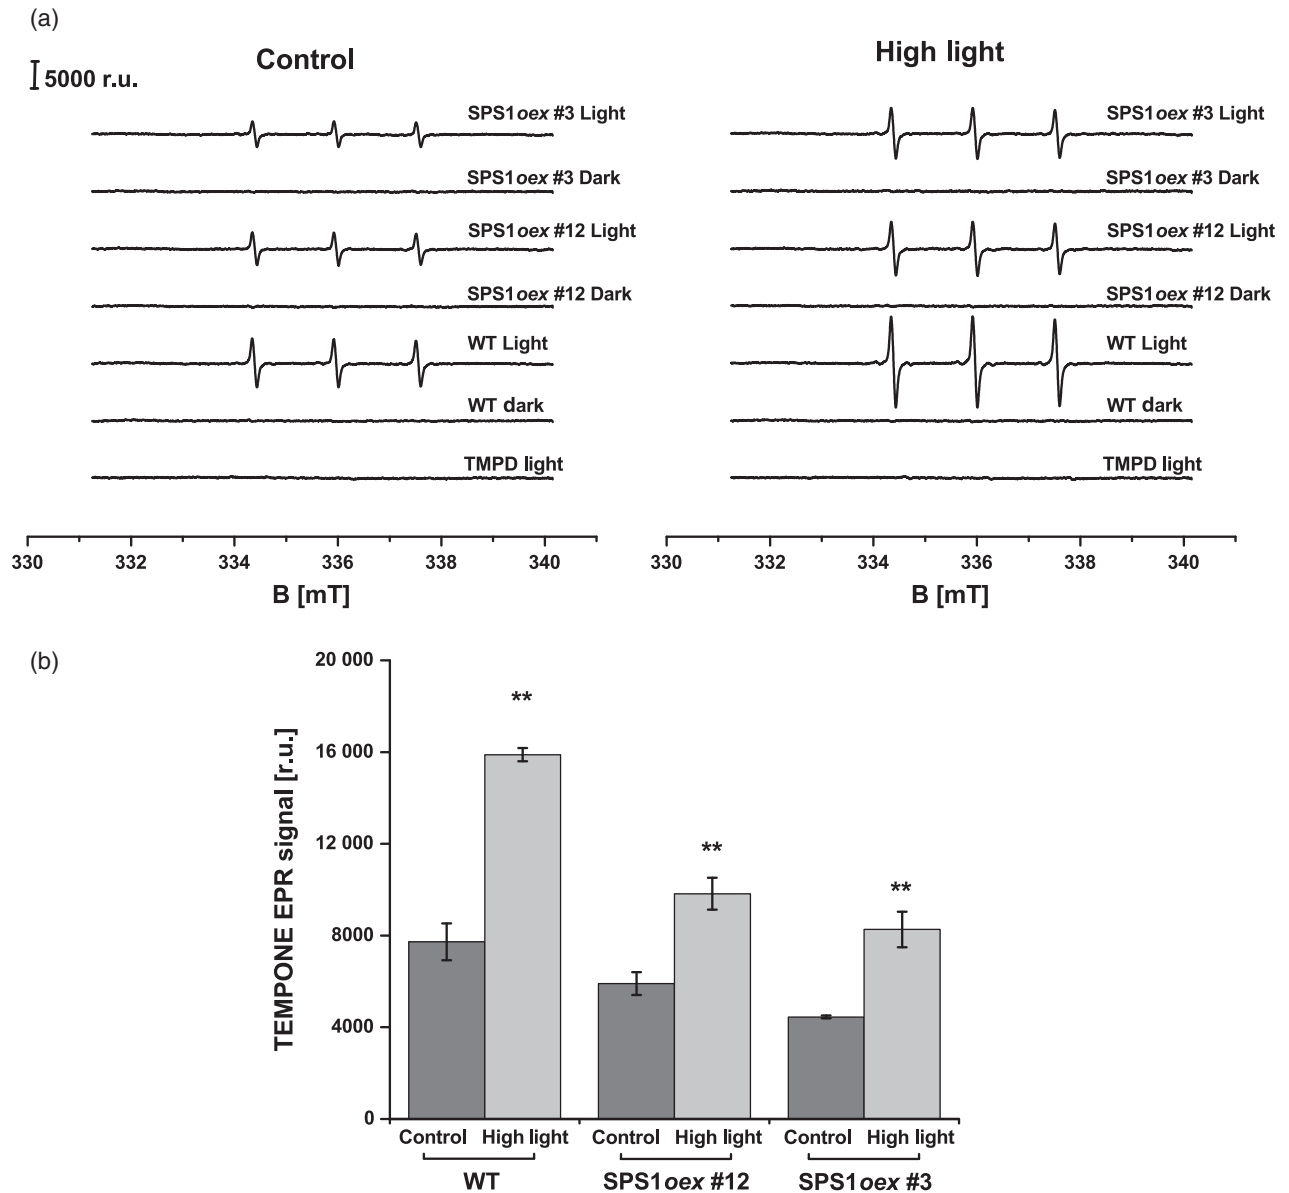 (a)
Control
High light
5000 r.u.
SPS1oex #3 Light
SPS1oex #3 Dark
SPS1oex #12 Light
SPS1oex #12 Dark
WT Light
WT dark
TMPD light
330 332 334 336 338 340
B [mT]
SPS1oex #3 Light
SPS1oex #3 Dark
SPS1oex #12 Light
SPS1oex #12 Dark
WT Light
WT dark
TMPD light
330 332 334 336 338 340
B [mT]
(b)
TEMPONE EPR signal [r.u.]
20 000
16 000
12 000
8000
4000
0
**
**
**
Control High light Control High light Control High light
WT SPS1oex #12 SPS1oex #3